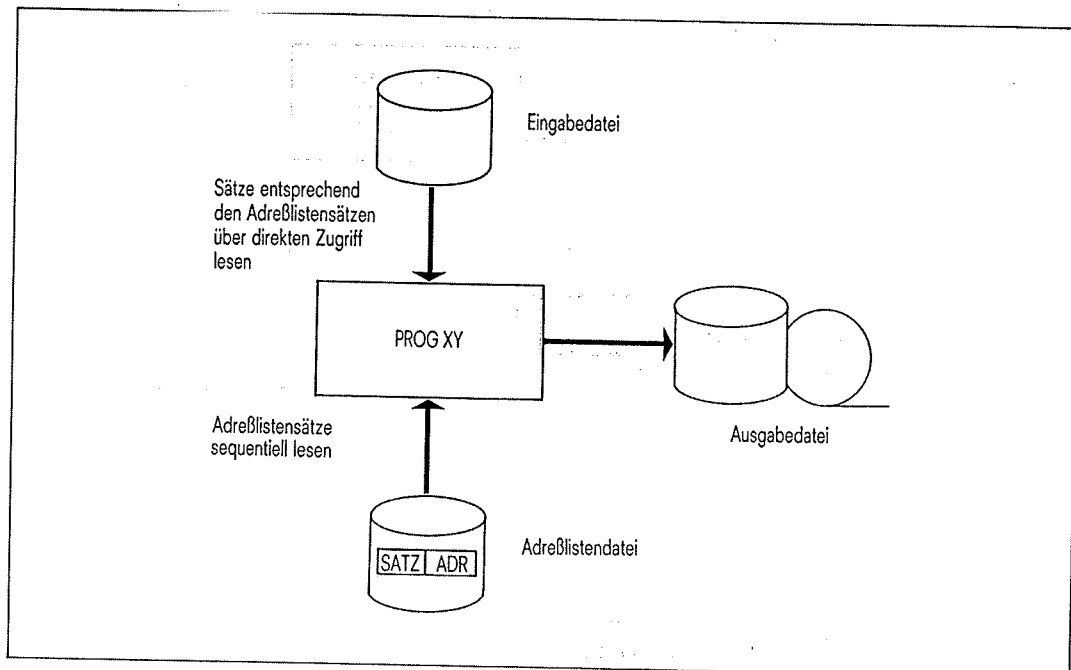 Eingabedatei
Sätze entsprechend
den Adreßlistensätzen
über direkten Zugriff
lesen
PROG XY
Adreßlistensätze
sequentiell lesen
Ausgabedatei
Adreßlistendatei
SATZ ADR